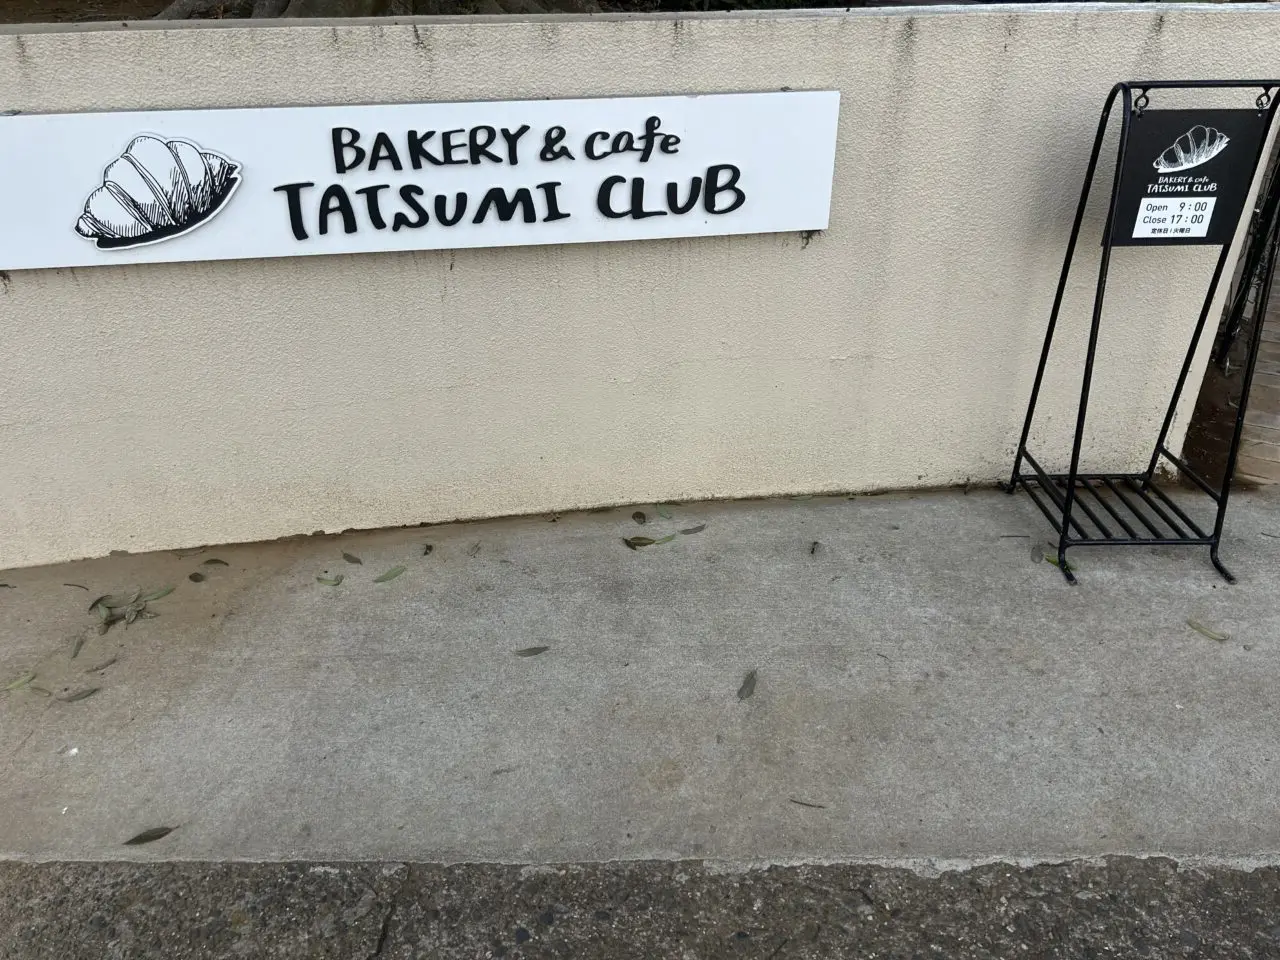 BAKERY & cafe
TATSUMI CLUB
BAKERY & cafe
TATSUMI CLUB
Open 9:00
Close 17:00
定休日 / 火曜日